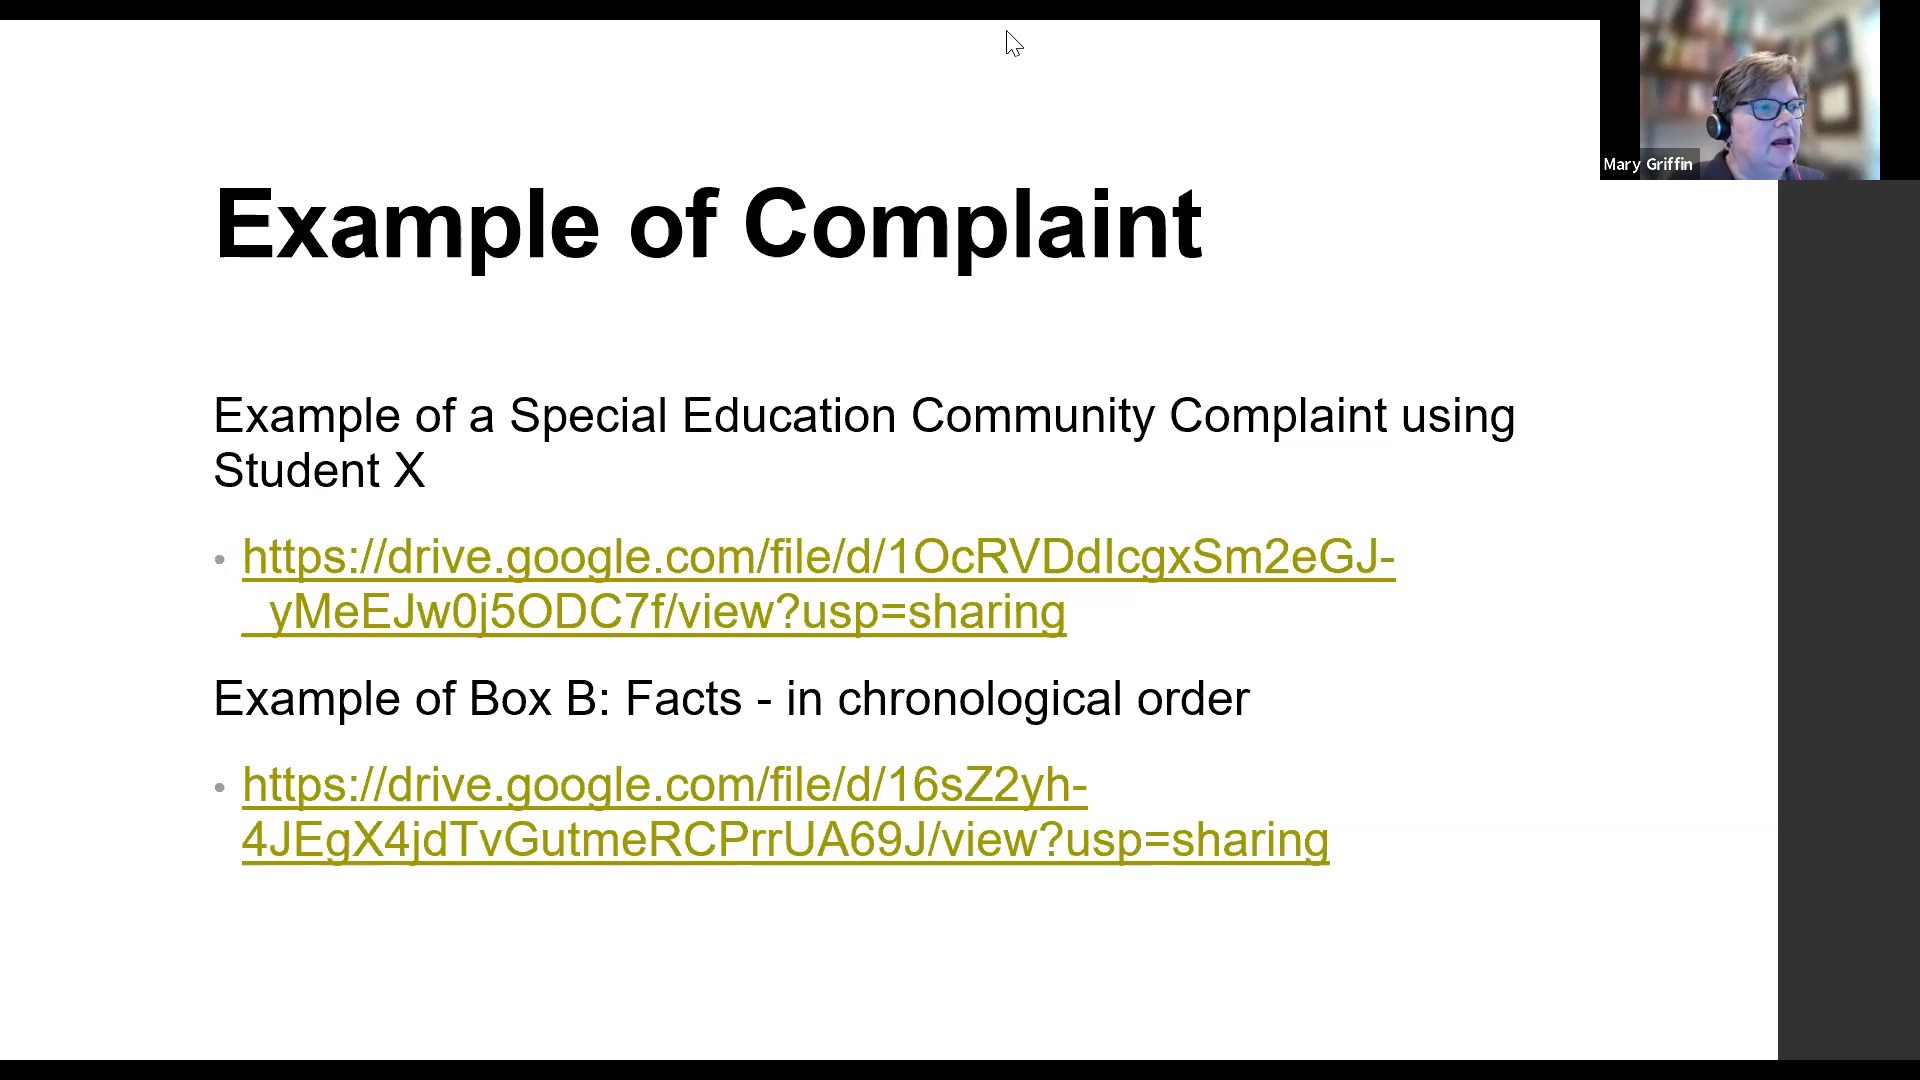 Mary Griffin
Example of Complaint
Example of a Special Education Community Complaint using
Student X
• https://drive.google.com/file/d/1OcRVDdIcgxSm2eGJ-
_yMeEJw0j5ODC7f/view?usp=sharing
Example of Box B: Facts - in chronological order
• https://drive.google.com/file/d/16sZ2yh-
4JEgX4jdTvGutmeRCPrrUA69J/view?usp=sharing